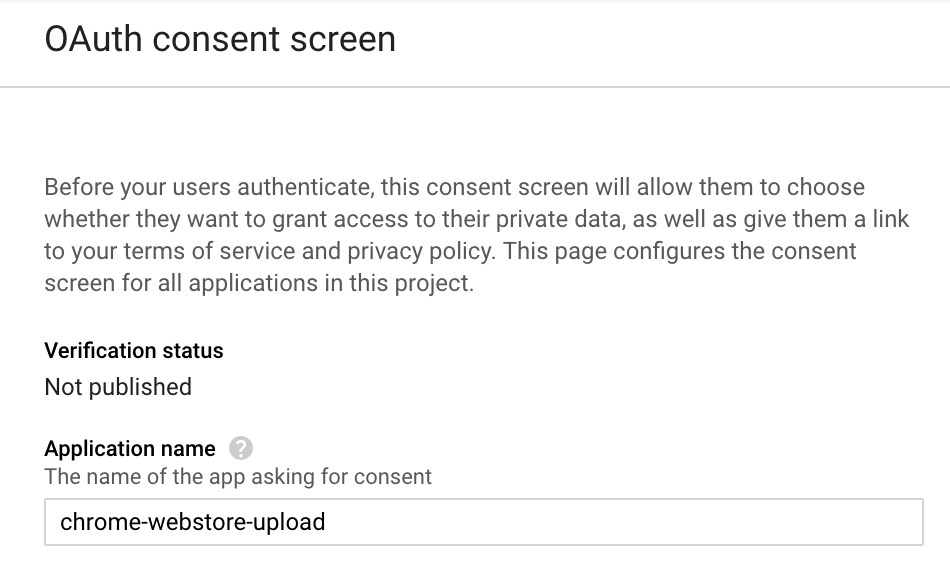 OAuth consent screen
Before your users authenticate, this consent screen will allow them to choose
whether they want to grant access to their private data, as well as give them a link
to your terms of service and privacy policy. This page configures the consent
screen for all applications in this project.
Verification status
Not published
Application name ?
The name of the app asking for consent
chrome-webstore-upload